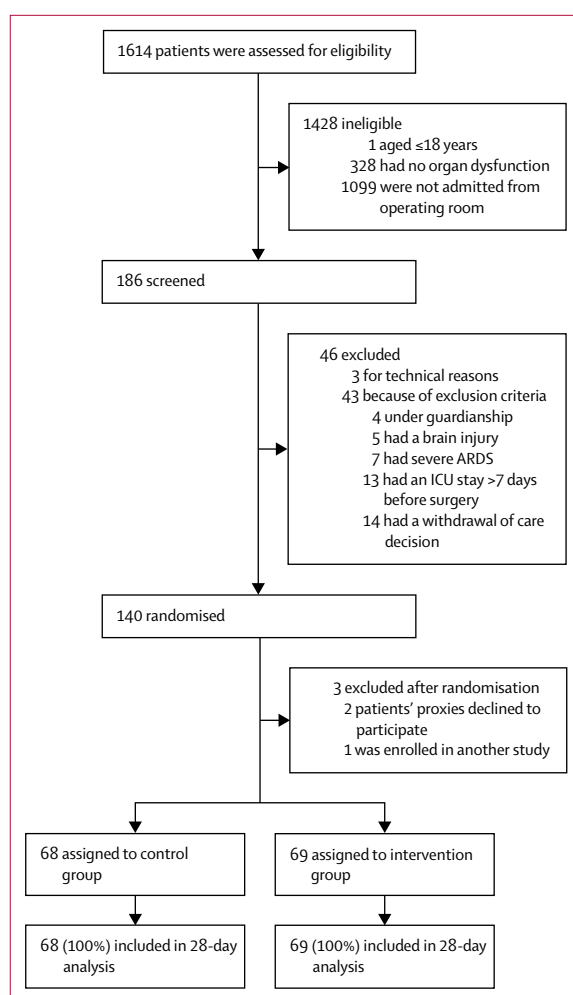 1614 patients were assessed for eligibility
1428 ineligible
1 aged ≤18 years
328 had no organ dysfunction
1099 were not admitted from
operating room
186 screened
46 excluded
3 for technical reasons
43 because of exclusion criteria
4 under guardianship
5 had a brain injury
7 had severe ARDS
13 had an ICU stay >7 days
before surgery
14 had a withdrawal of care
decision
140 randomised
3 excluded after randomisation
2 patients' proxies declined to
participate
1 was enrolled in another study
68 assigned to control
group
69 assigned to intervention
group
68 (100%) included in 28-day
analysis
69 (100%) included in 28-day
analysis